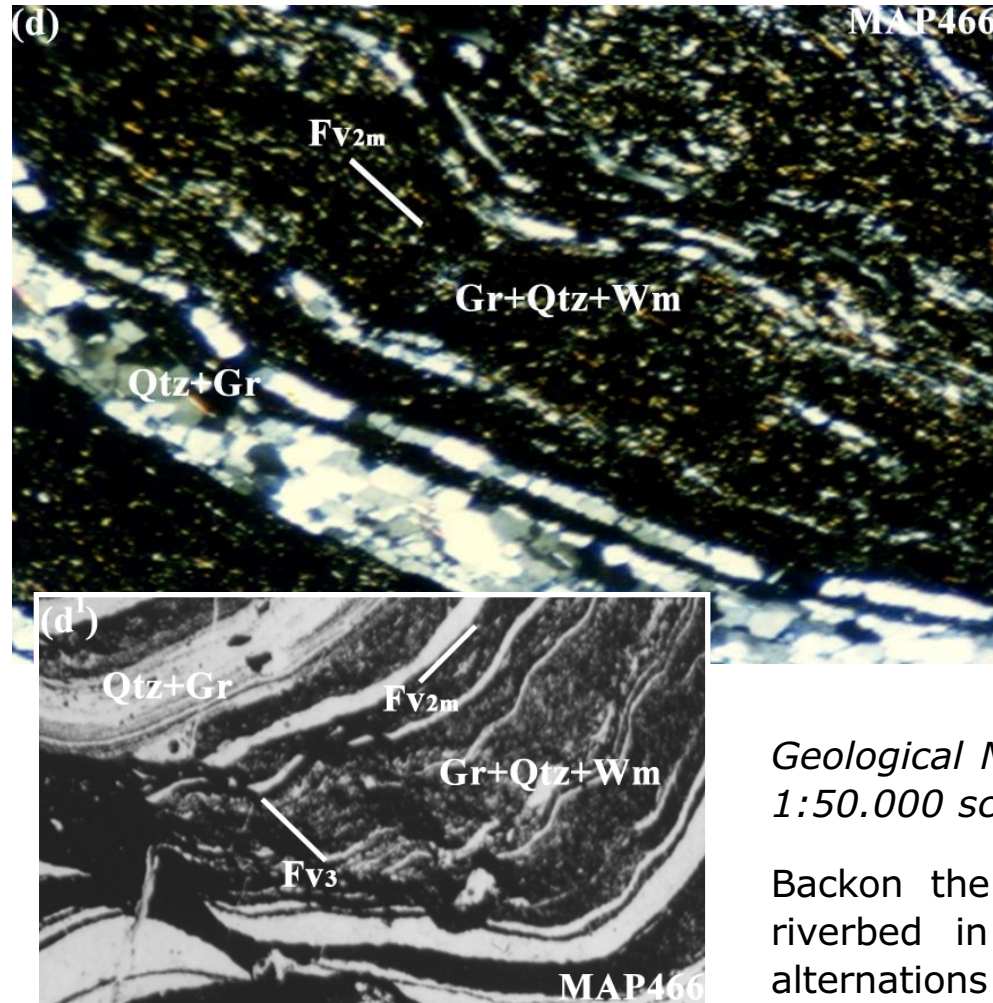 (d)
MAP466
Fv2m
Gr+Qtz+Wm
Qtz+Gr
(d¹)
Qtz+Gr
Fv2m
Gr+Qtz+Wm
Fv3
MAP466
Geological
1:50.000
Backon the
riverbed in
alternations